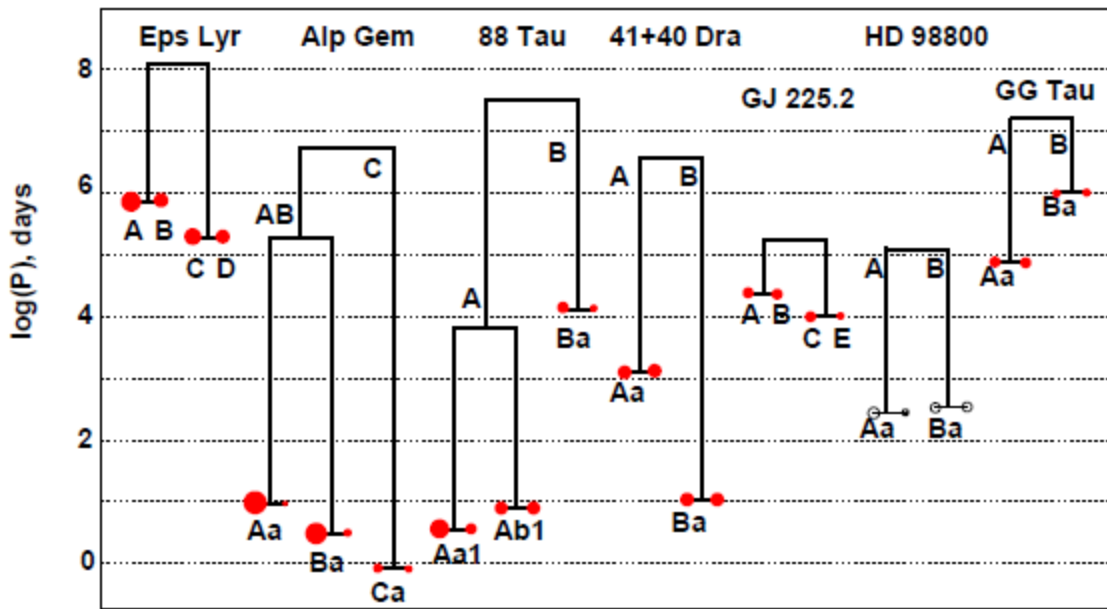 Eps Lyr Alp Gem 88 Tau 41+40 Dra HD 98800
GJ 225.2 GG Tau
log(P), days
8
6
4
2
0
A B
C D
AB
C
Aa
Ba
Ca
A
B
Aa1
Ab1
Ba
A
B
Aa
Ba
A B
C E
A
B
Aa
Ba
A
B
Aa
Ba